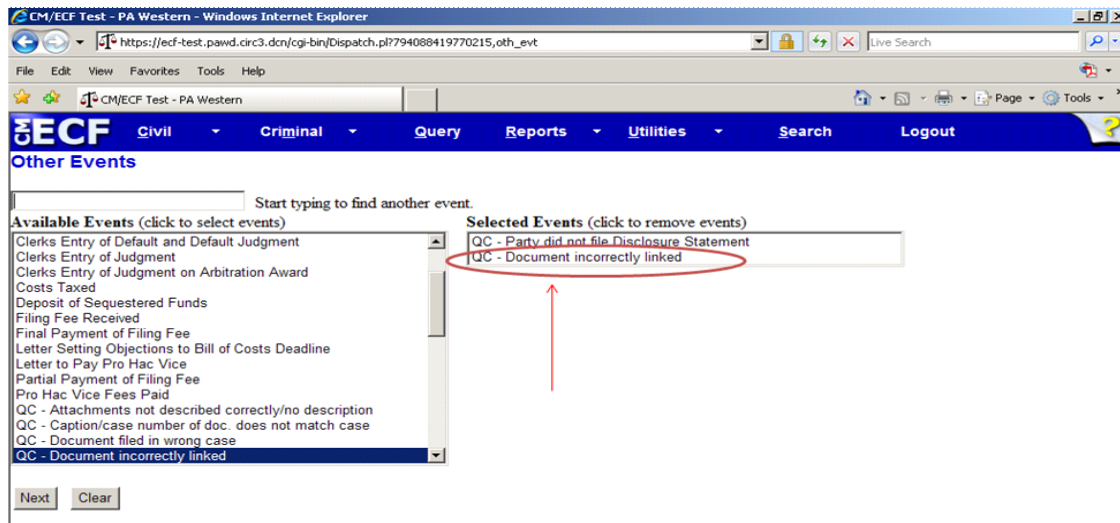 CM/ECF Test - PA Western - Windows Internet Explorer
https://ecf-test.pawd.circ3.dcn/cgi-bin/Dispatch.pl?794088419770215,oth_evt
Live Search
File Edit View Favorites Tools Help
CM/ECF Test - PA Western
Page Tools
CM ECF Civil Criminal Query Reports Utilities Search Logout ?
Other Events
Start typing to find another event.
Available Events (click to select events)
Selected Events (click to remove events)
Clerks Entry of Default and Default Judgment
Clerks Entry of Judgment
Clerks Entry of Judgment on Arbitration Award
Costs Taxed
Deposit of Sequestered Funds
Filing Fee Received
Final Payment of Filing Fee
Letter Setting Objections to Bill of Costs Deadline
Letter to Pay Pro Hac Vice
Partial Payment of Filing Fee
Pro Hac Vice Fees Paid
QC - Attachments not described correctly/no description
QC - Caption/case number of doc. does not match case
QC - Document filed in wrong case
QC - Document incorrectly linked
QC - Party did not file Disclosure Statement
QC - Document incorrectly linked
Next Clear